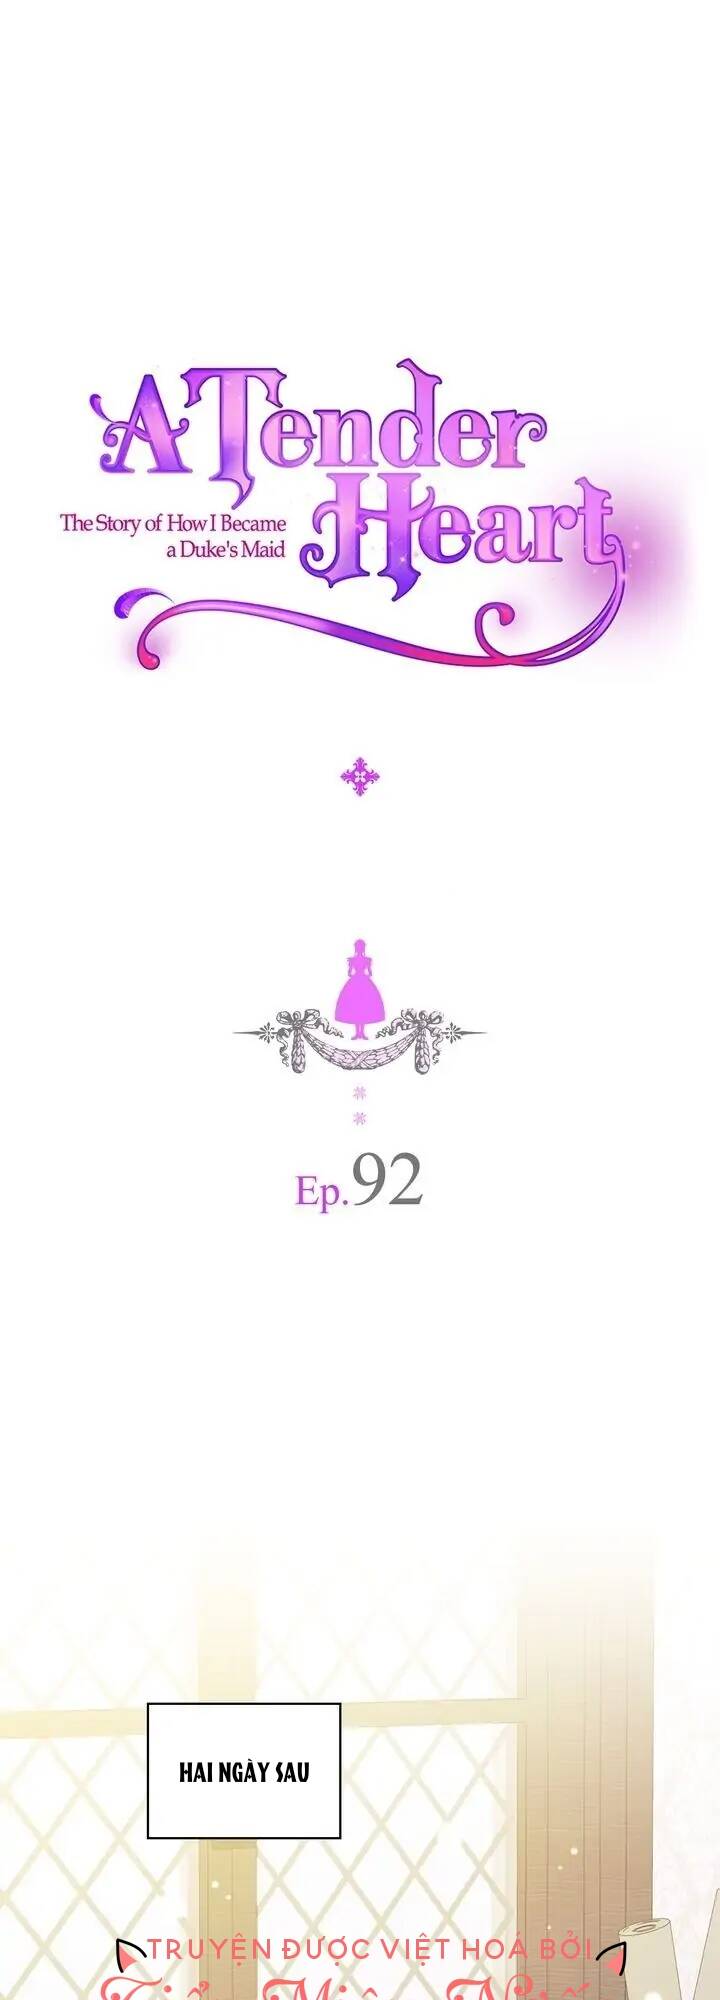 A Tender
Heart
The Story of How I Became
a Duke's Maid
Ep.92
HAI NGÀY SAU
TRUYỆN ĐƯỢC VIỆT HOÁ BỞI